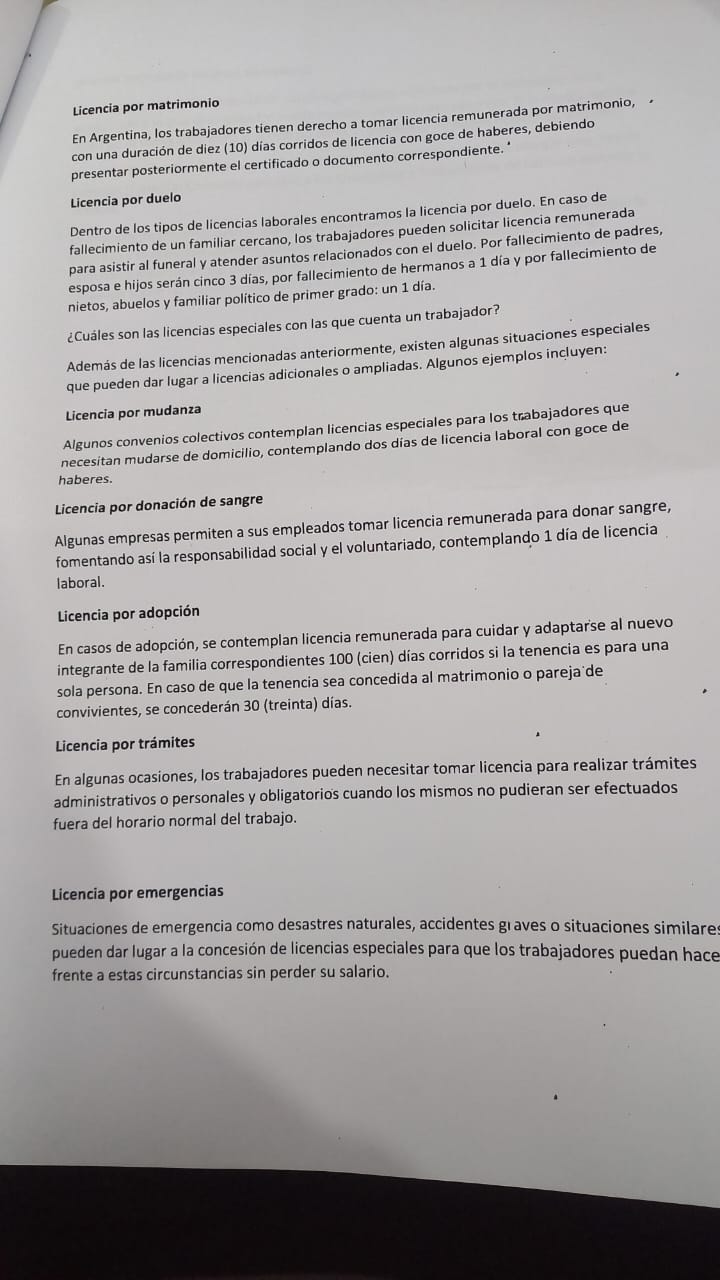 Licencia por matrimonio
En Argentina, los trabajadores tienen derecho a tomar licencia remunerada por matrimonio,
con una duración de diez (10) días corridos de licencia con goce de haberes, debiendo
presentar posteriormente el certificado o documento correspondiente.
Licencia por duelo
Dentro de los tipos de licencias laborales encontramos la licencia por duelo. En caso de
fallecimiento de un familiar cercano, los trabajadores pueden solicitar licencia remunerada
para asistir al funeral y atender asuntos relacionados con el duelo. Por fallecimiento de padres,
esposa e hijos serán cinco 3 días, por fallecimiento de hermanos a 1 día y por fallecimiento de
nietos, abuelos y familiar político de primer grado: un 1 día.
¿Cuáles son las licencias especiales con las que cuenta un trabajador?
Además de las licencias mencionadas anteriormente, existen algunas situaciones especiales
que pueden dar lugar a licencias adicionales o ampliadas. Algunos ejemplos incluyen:
Licencia por mudanza
Algunos convenios colectivos contemplan licencias especiales para los trabajadores que
necesitan mudarse de domicilio, contemplando dos días de licencia laboral con goce de
haberes.
Licencia por donación de sangre
Algunas empresas permiten a sus empleados tomar licencia remunerada para donar sangre,
fomentando así la responsabilidad social y el voluntariado, contemplando 1 día de licencia
laboral.
Licencia por adopción
En casos de adopción, se contemplan licencia remunerada para cuidar y adaptarse al nuevo
integrante de la familia correspondientes 100 (cien) días corridos si la tenencia es para una
sola persona. En caso de que la tenencia sea concedida al matrimonio o pareja de
convivientes, se concederán 30 (treinta) días.
Licencia por trámites
En algunas ocasiones, los trabajadores pueden necesitar tomar licencia para realizar trámites
administrativos o personales y obligatorios cuando los mismos no pudieran ser efectuados
fuera del horario normal del trabajo.
Licencia por emergencias
Situaciones de emergencia como desastres naturales, accidentes graves o situaciones similares
pueden dar lugar a la concesión de licencias especiales para que los trabajadores puedan hace
frente a estas circunstancias sin perder su salario.